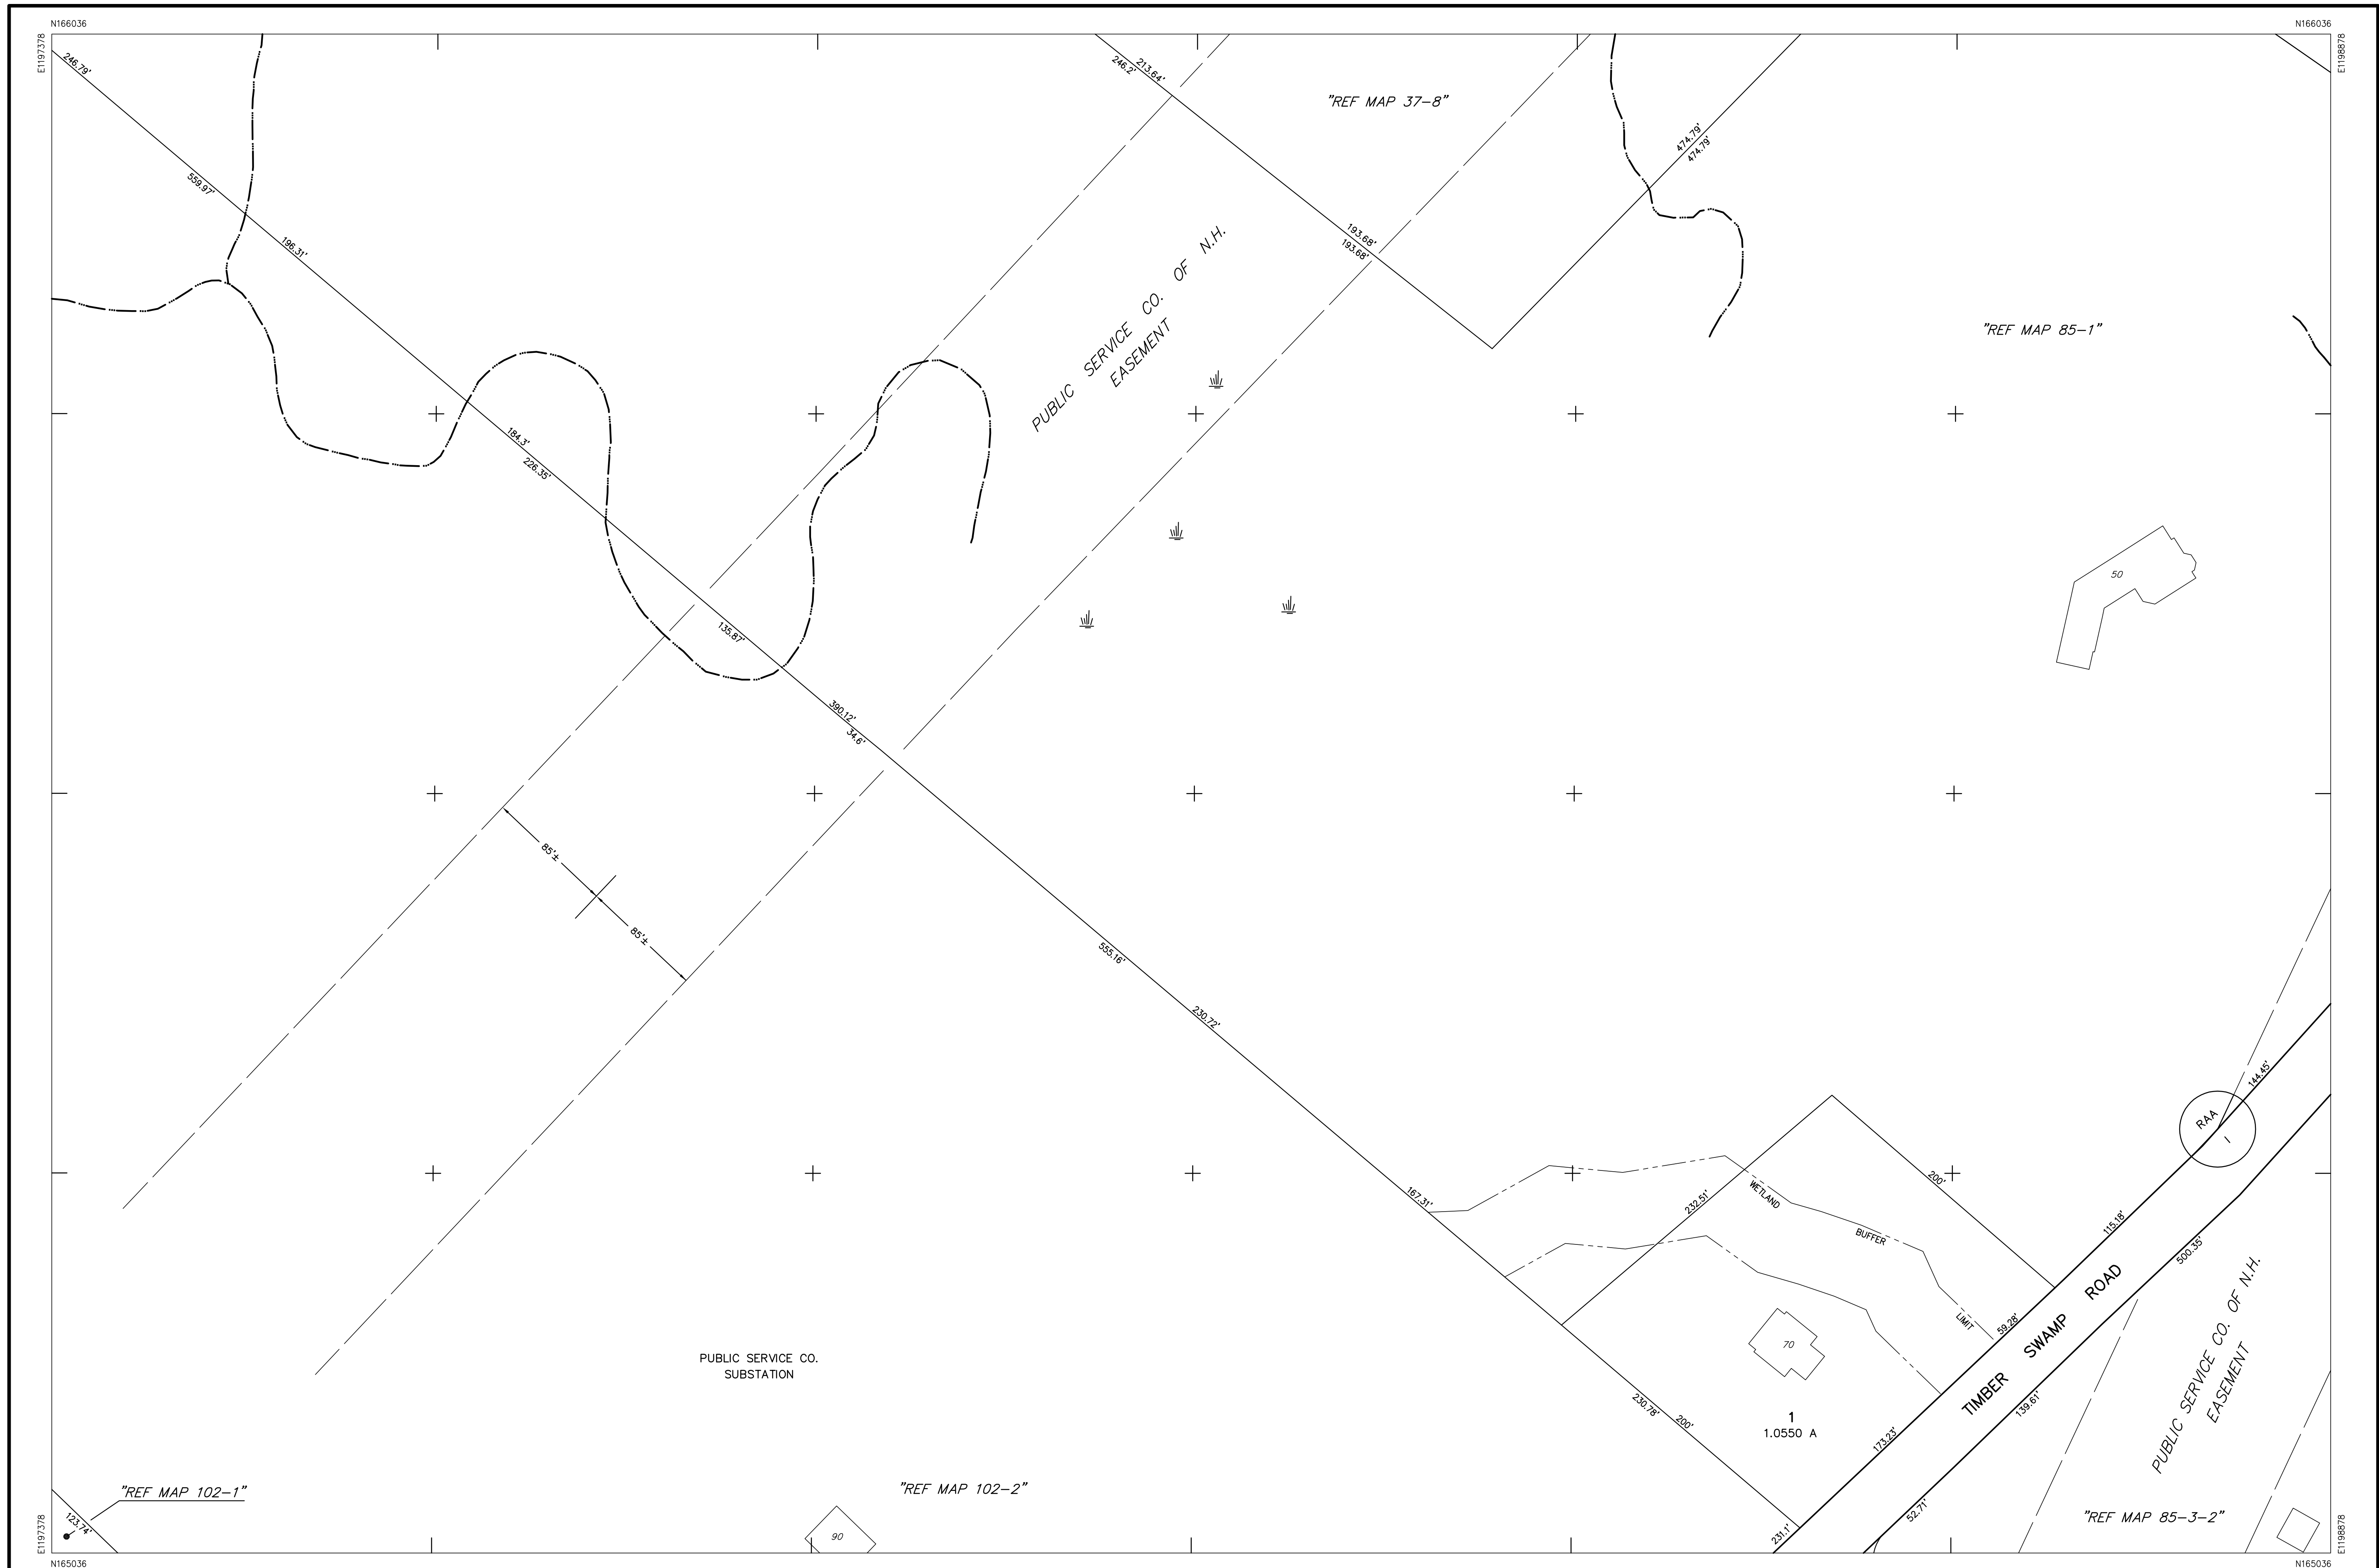 N166036
N166036
E1197378
E1198878
246.79'
213.64'
246.2'
"REF MAP 37-8"
474.79'
474.79'
559.97'
196.31'
193.68'
193.68'
PUBLIC SERVICE CO. OF N.H.
EASEMENT
"REF MAP 85-1"
184.3'
226.35'
50
135.87'
390.12'
34.6'
85'±
85'±
555.16'
230.72'
144.45'
RAA
1
167.31'
232.51'
200'
WETLAND
BUFFER
LIMIT
115.18'
500.35'
59.28'
TIMBER SWAMP ROAD
PUBLIC SERVICE CO. OF N.H.
EASEMENT
70
PUBLIC SERVICE CO.
SUBSTATION
230.78'
200'
139.61'
1
1.0550 A
173.23'
"REF MAP 102-1"
"REF MAP 102-2"
52.71'
"REF MAP 85-3-2"
123.74'
90
231.1'
E1197378
E1198878
N165036
N165036